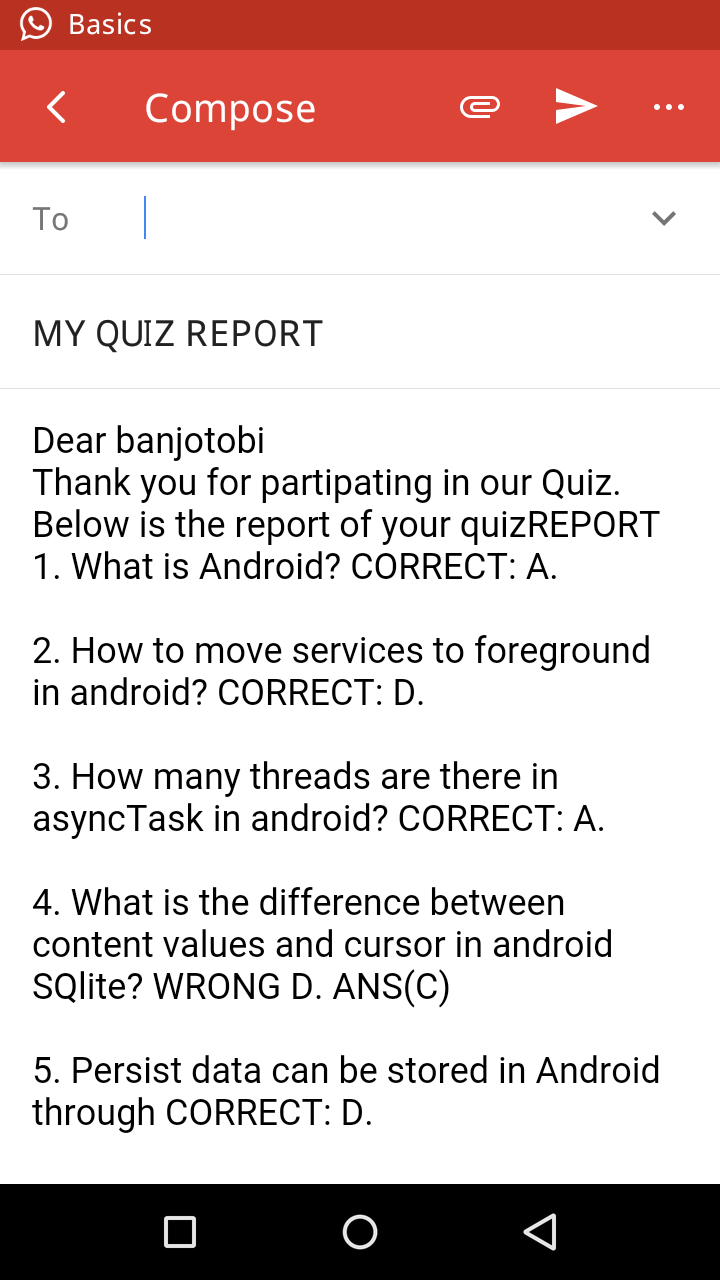 Basics
Compose
To
MY QUIZ REPORT
Dear banjotobi
Thank you for partipating in our Quiz.
Below is the report of your quizREPORT
1. What is Android? CORRECT: A.
2. How to move services to foreground
in android? CORRECT: D.
3. How many threads are there in
asyncTask in android? CORRECT: A.
4. What is the difference between
content values and cursor in android
SQlite? WRONG D. ANS(C)
5. Persist data can be stored in Android
through CORRECT: D.